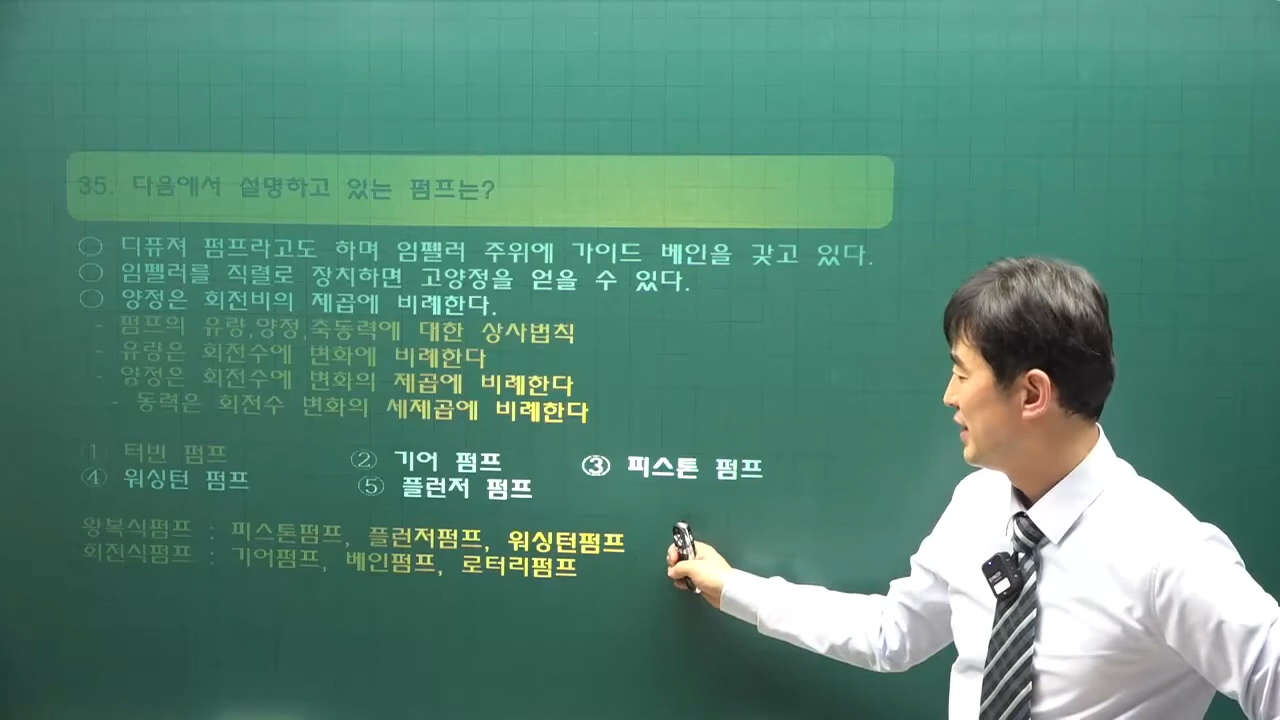 35. 다음에서 설명하고 있는 펌프는?
○ 디퓨져 펌프라고도 하며 임펠러 주위에 가이드 베인을 갖고 있다.
○ 임펠러를 직렬로 장치하면 고양정을 얻을 수 있다.
○ 양정은 회전비의 제곱에 비례한다.
- 펌프의 유량,양정,축동력에 대한 상사법칙
- 유량은 회전수에 변화에 비례한다
- 양정은 회전수에 변화의 제곱에 비례한다
- 동력은 회전수 변화의 세제곱에 비례한다
1 터빈 펌프 ② 기어 펌프 ③ 피스톤 펌프
④ 워싱턴 펌프 ⑤ 플런저 펌프
왕복식펌프 : 피스톤펌프, 플런저펌프, 워싱턴펌프
회전식펌프 : 기어펌프, 베인펌프, 로터리펌프